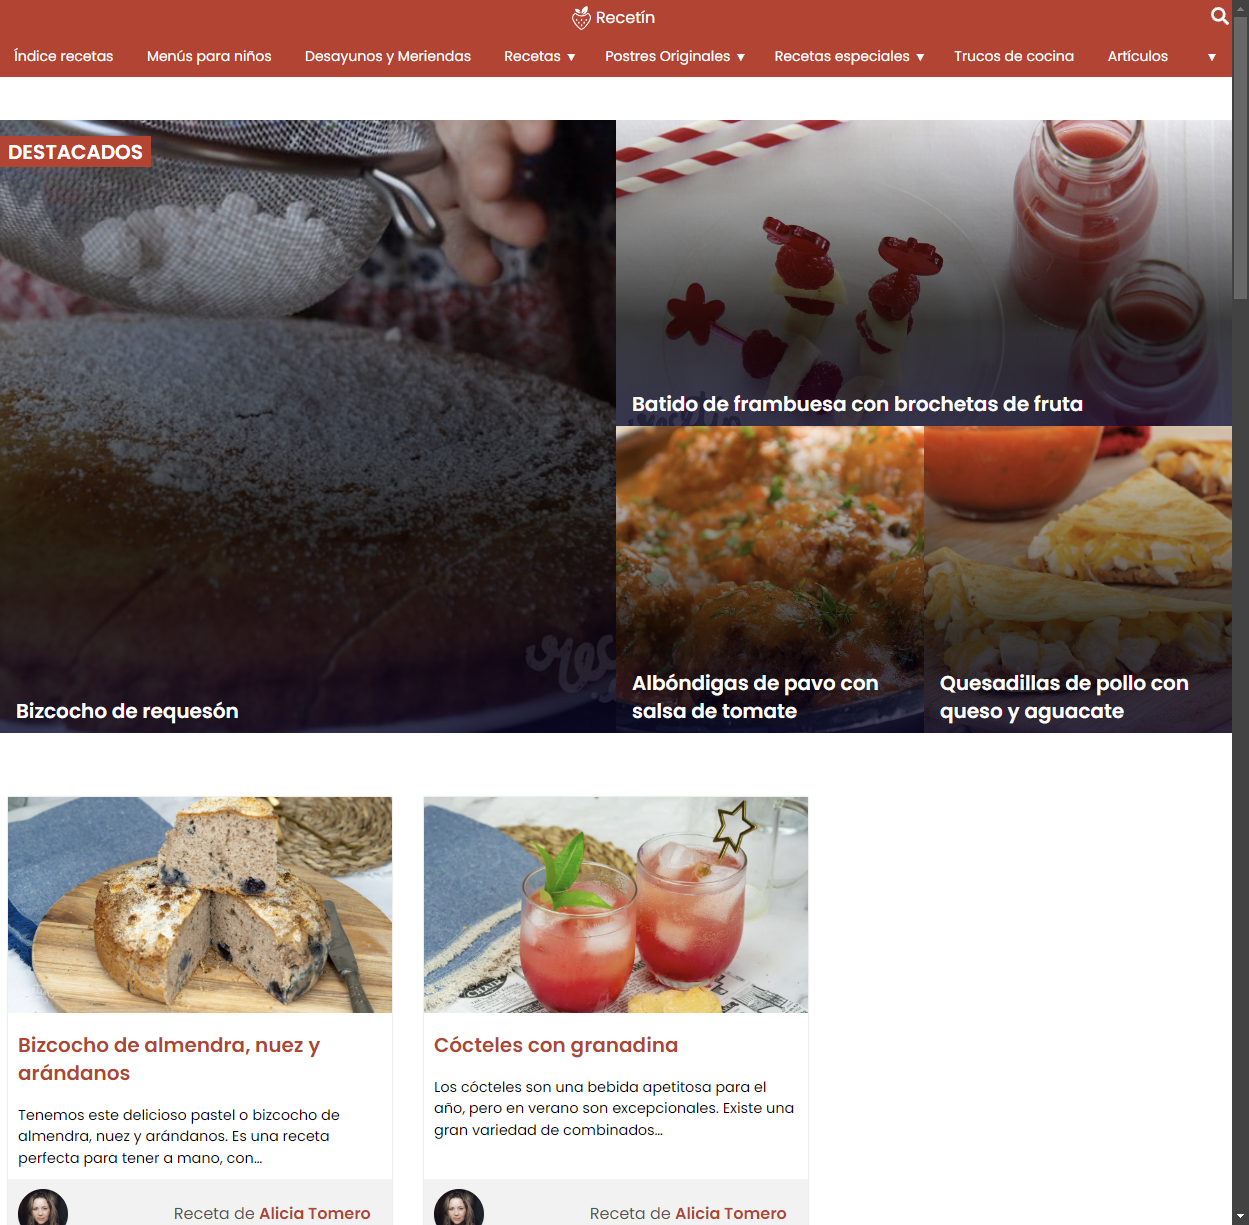 Recetín
Índice recetas
Menús para niños
Desayunos y Meriendas
Recetas ▼
Postres Originales ▼
Recetas especiales ▼
Trucos de cocina
Artículos
▼
DESTACADOS
Bizcocho de requesón
Batido de frambuesa con brochetas de fruta
Albóndigas de pavo con
salsa de tomate
Quesadillas de pollo con
queso y aguacate
Bizcocho de almendra, nuez y
arándanos
Tenemos este delicioso pastel o bizcocho de
almendra, nuez y arándanos. Es una receta
perfecta para tener a mano, con...
Receta de Alicia Tomero
Cócteles con granadina
Los cócteles son una bebida apetitosa para el
año, pero en verano son excepcionales. Existe una
gran variedad de combinados...
Receta de Alicia Tomero